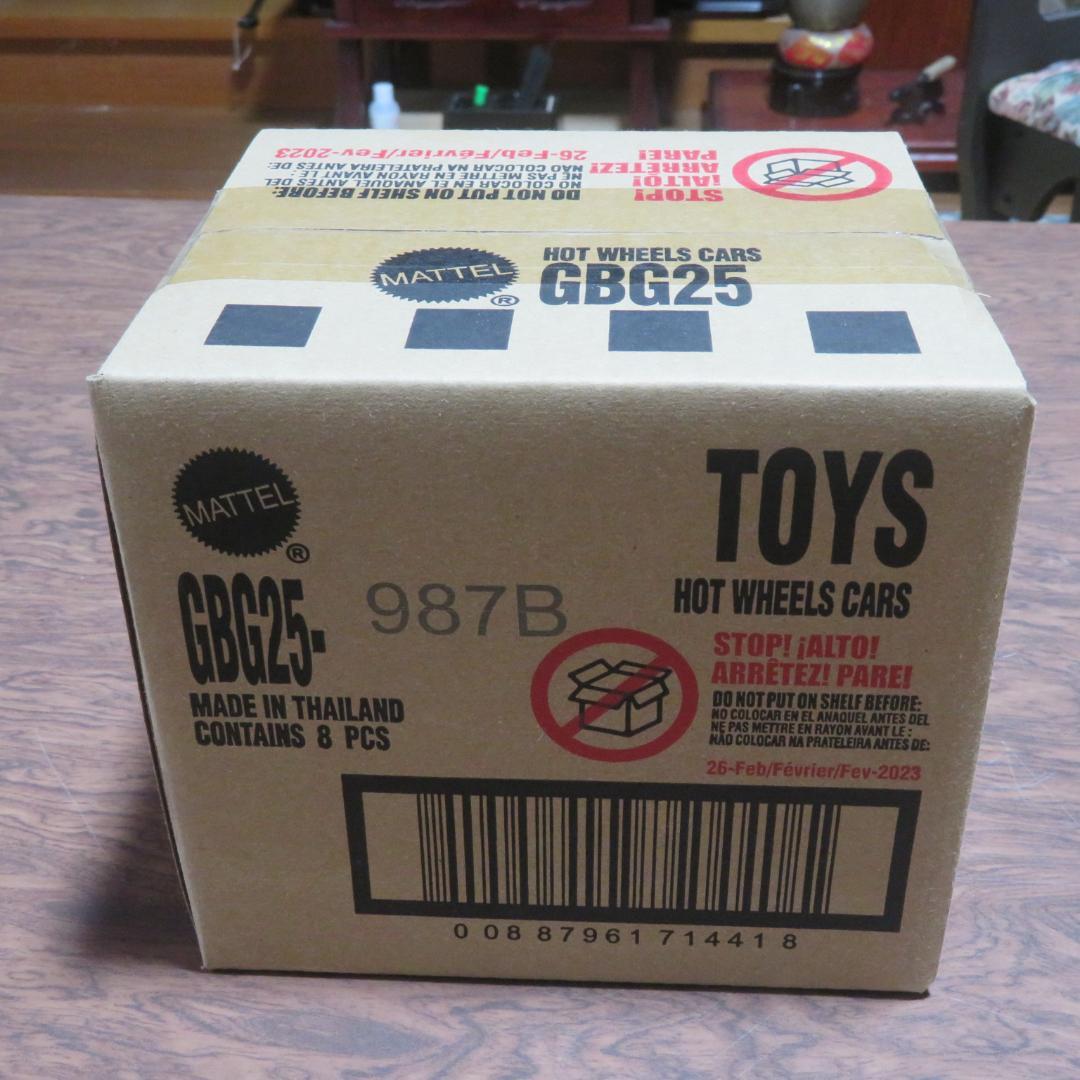 26-Feb/Février/Fev-2023
NÃO COLOCAR NA PRATELEIRA ANTES DE:
NE PAS METTRE EN RAYON AVANT LE :
NO COLOCAR EN EL ANAQUEL ANTES DEL
DO NOT PUT ON SHELF BEFORE:
STOP!
¡ALTO!
ARRÊTEZ!
PARE!
MATTEL
®
HOT WHEELS CARS
GBG25
MATTEL
®
GBG25-
987B
MADE IN THAILAND
CONTAINS 8 PCS
TOYS
HOT WHEELS CARS
STOP! ¡ALTO!
ARRÊTEZ! PARE!
DO NOT PUT ON SHELF BEFORE:
NO COLOCAR EN EL ANAQUEL ANTES DEL
NE PAS METTRE EN RAYON AVANT LE :
NÃO COLOCAR NA PRATELEIRA ANTES DE:
26-Feb/Février/Fev-2023
0 08 87961 71441 8